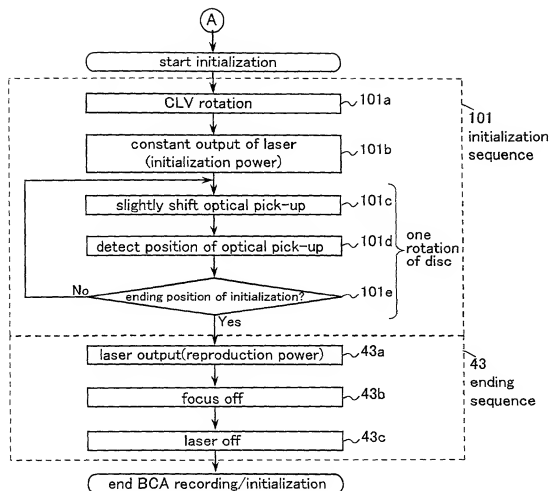 A
start initialization
CLV rotation
101a
constant output of laser
(initialization power)
101b
101
initialization
sequence
slightly shift optical pick-up
101c
detect position of optical pick-up
101d
one
rotation
of disc
No
ending position of initialization?
101e
Yes
laser output(reproduction power)
43a
43
ending
sequence
focus off
43b
laser off
43c
end BCA recording/initialization